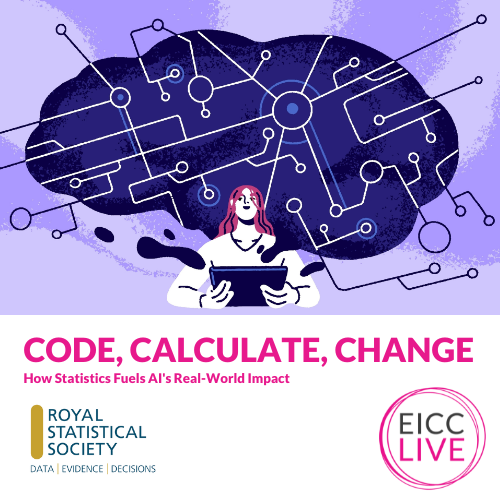 CODE, CALCULATE, CHANGE
How Statistics Fuels AI's Real-World Impact
ROYAL
STATISTICAL
SOCIETY
DATA | EVIDENCE | DECISIONS
EICC
LIVE